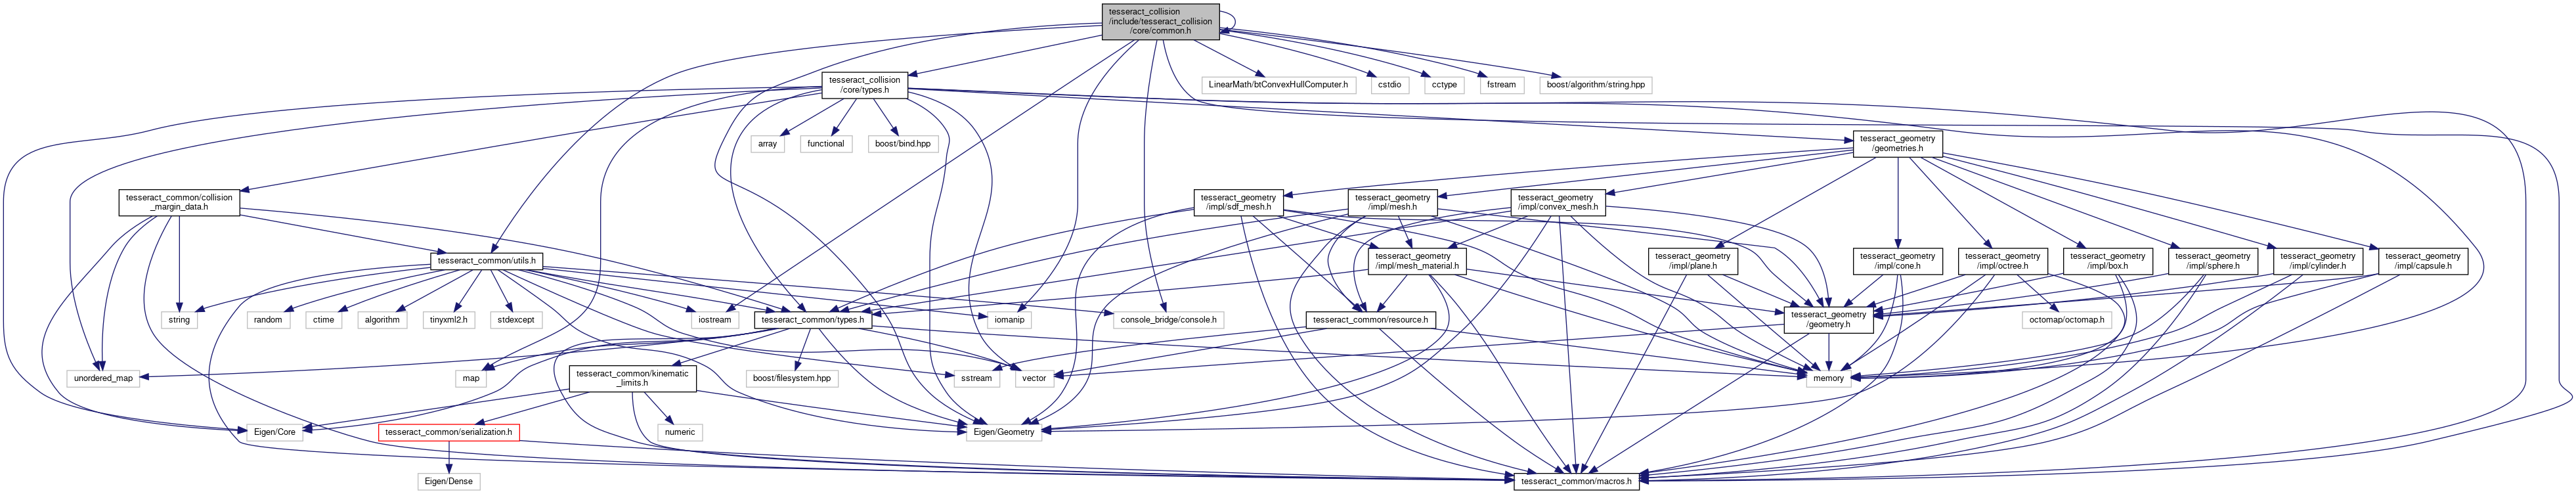 tesseract_collision
/include/tesseract_collision
/core/common.h
tesseract_collision
/core/types.h
LinearMath/btConvexHullComputer.h
cstdio
cctype
fstream
boost/algorithm/string.hpp
array
functional
boost/bind.hpp
tesseract_geometry
/geometries.h
tesseract_common/collision
_margin_data.h
tesseract_geometry
/impl/sdf_mesh.h
tesseract_geometry
/impl/mesh.h
tesseract_geometry
/impl/convex_mesh.h
tesseract_common/utils.h
tesseract_geometry
/impl/mesh_material.h
tesseract_geometry
/impl/plane.h
tesseract_geometry
/impl/cone.h
tesseract_geometry
/impl/octree.h
tesseract_geometry
/impl/box.h
tesseract_geometry
/impl/sphere.h
tesseract_geometry
/impl/cylinder.h
tesseract_geometry
/impl/capsule.h
string
random
ctime
algorithm
tinyxml2.h
stdexcept
iostream
tesseract_common/types.h
iomanip
console_bridge/console.h
tesseract_common/resource.h
tesseract_geometry
/geometry.h
octomap/octomap.h
unordered_map
map
tesseract_common/kinematic
_limits.h
boost/filesystem.hpp
sstream
vector
memory
Eigen/Core
tesseract_common/serialization.h
numeric
Eigen/Geometry
Eigen/Dense
tesseract_common/macros.h